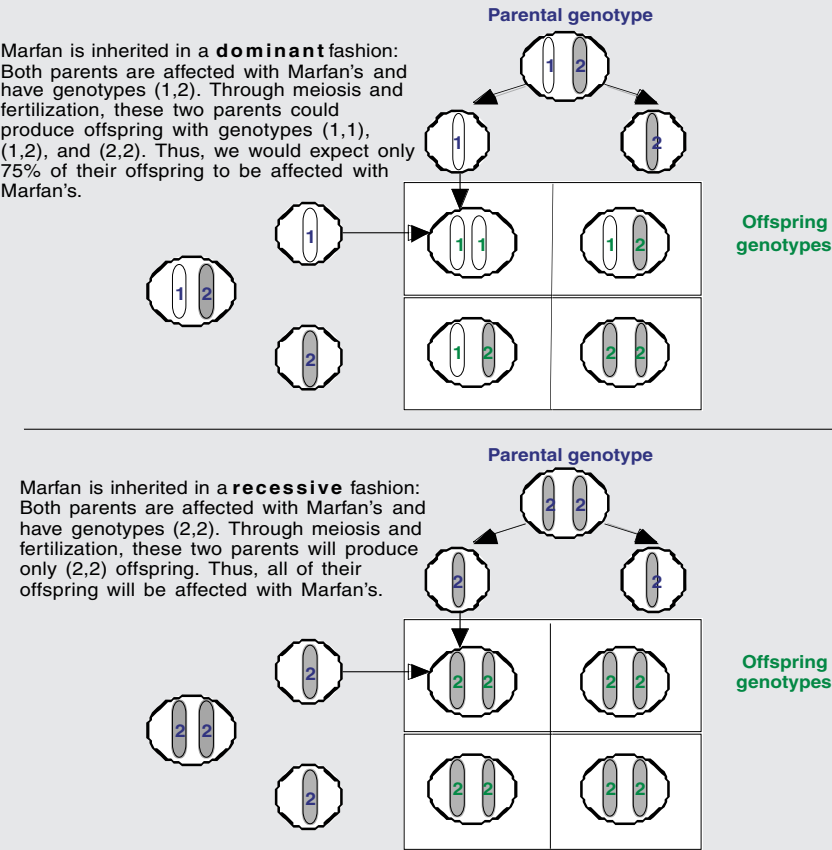 Parental genotype
Marfan is inherited in a dominant fashion:
Both parents are affected with Marfan's and
have genotypes (1,2). Through meiosis and
fertilization, these two parents could
produce offspring with genotypes (1,1),
(1,2), and (2,2). Thus, we would expect only
75% of their offspring to be affected with
Marfan's.
1 2
1 2
1
1 1
1 2
Offspring
genotypes
1 2
2
1 2
2 2
Parental genotype
Marfan is inherited in a recessive fashion:
Both parents are affected with Marfan's and
have genotypes (2,2). Through meiosis and
fertilization, these two parents will produce
only (2,2) offspring. Thus, all of their
offspring will be affected with Marfan's.
2 2
2 2
2
2 2
2 2
Offspring
genotypes
2 2
2
2 2
2 2